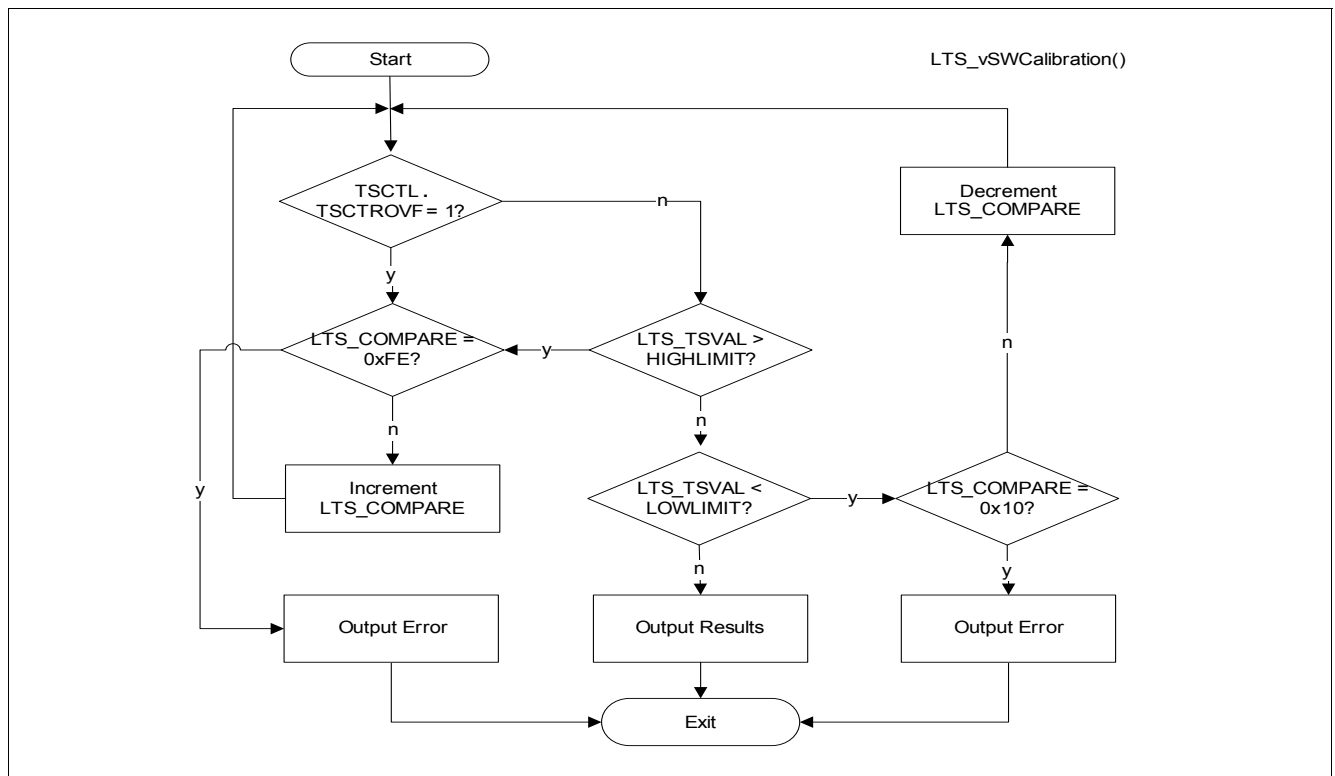 Start
LTS_vSWCalibration()
TSCTL.
TSCTROVF = 1?
n
Decrement
LTS_COMPARE
y
LTS_COMPARE =
0xFE?
y
LTS_TSVAL >
HIGHLIMIT?
n
n
n
Increment
LTS_COMPARE
y
LTS_TSVAL <
LOWLIMIT?
y
LTS_COMPARE =
0x10?
n
y
Output Error
Output Results
Output Error
Exit